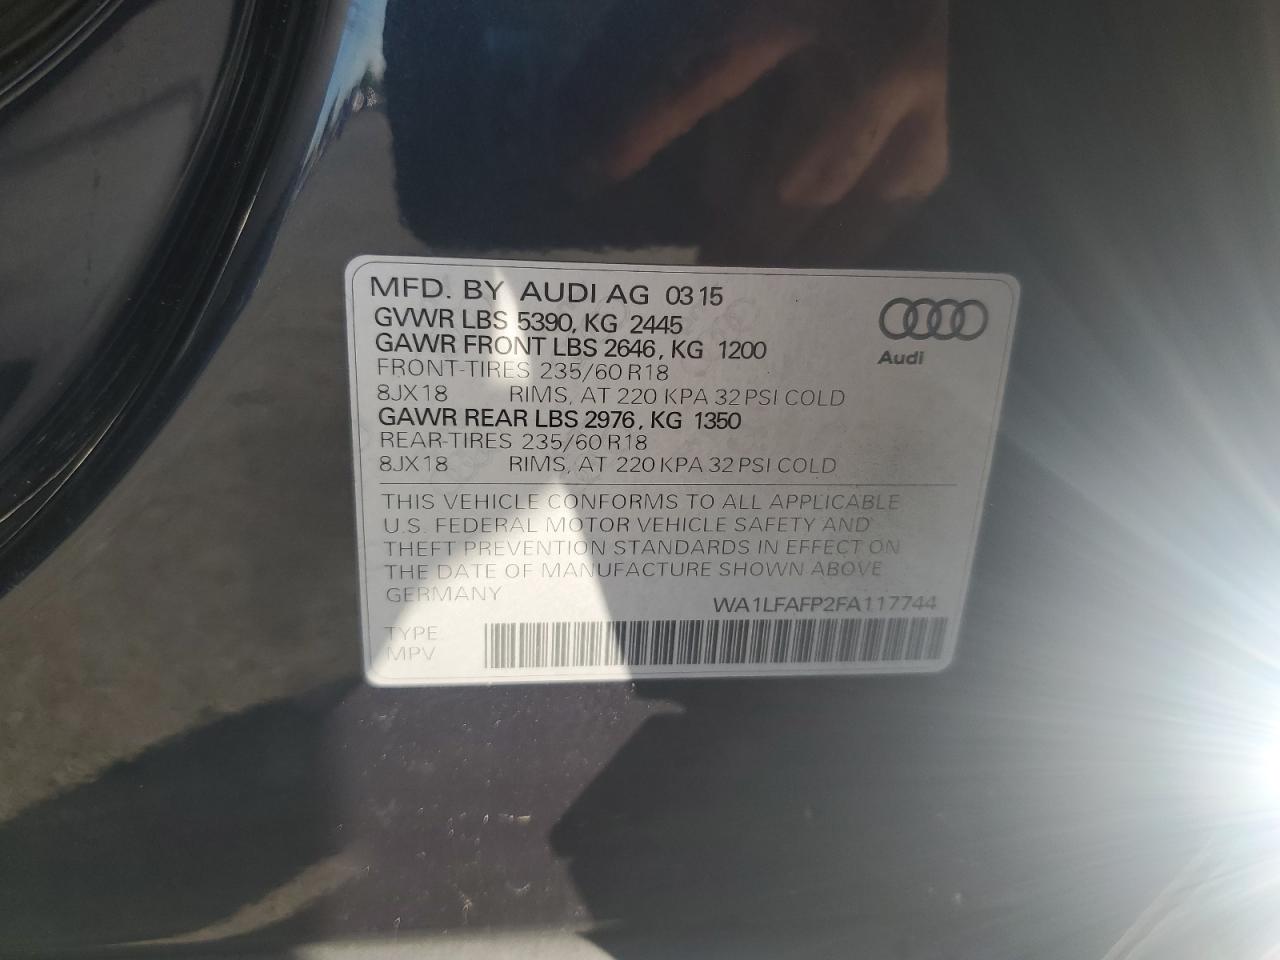 MFD. BY AUDI AG 03 15
GVWR LBS 5390, KG 2445
GAWR FRONT LBS 2646, KG 1200
FRONT-TIRES 235/60 R18
8JX18 RIMS, AT 220 KPA 32 PSI COLD
GAWR REAR LBS 2976, KG 1350
REAR-TIRES 235/60 R18
8JX18 RIMS, AT 220 KPA 32 PSI COLD
Audi
THIS VEHICLE CONFORMS TO ALL APPLICABLE
U.S. FEDERAL MOTOR VEHICLE SAFETY AND
THEFT PREVENTION STANDARDS IN EFFECT ON
THE DATE OF MANUFACTURE SHOWN ABOVE
GERMANY
WA1LFAFP2FA117744
TYPE
MPV